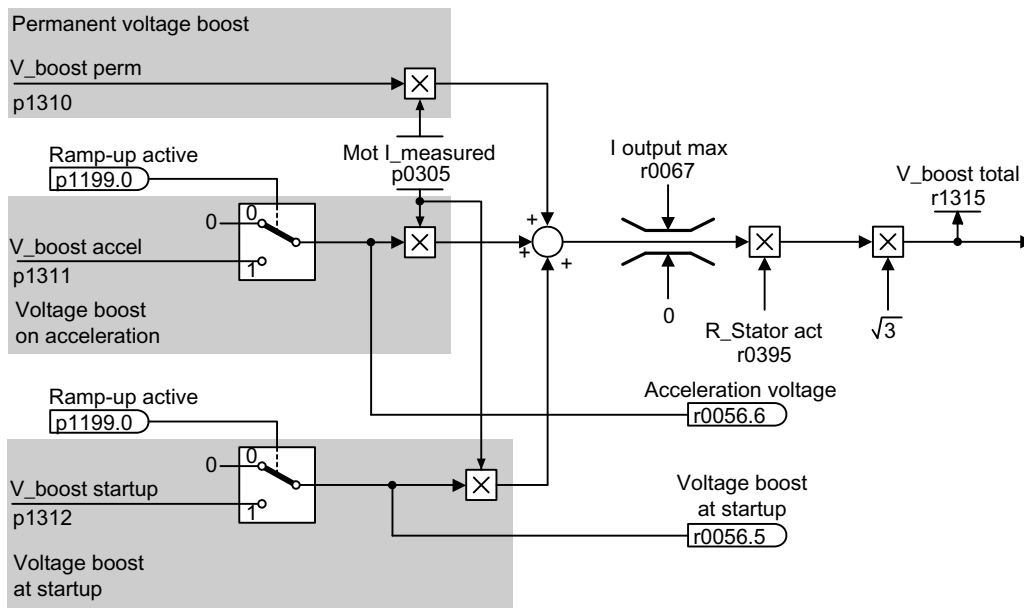 Permanent voltage boost
V_boost perm
p1310
Ramp-up active
p1199.0
Mot I_measured
p0305
I output max
r0067
V_boost total
r1315
0
0
V_boost accel
1
p1311
Voltage boost
on acceleration
+
+
+
0
R_Stator act
r0395
√3
Ramp-up active
p1199.0
Acceleration voltage
r0056.6
0
0
V_boost startup
1
p1312
Voltage boost
at startup
r0056.5
Voltage boost
at startup